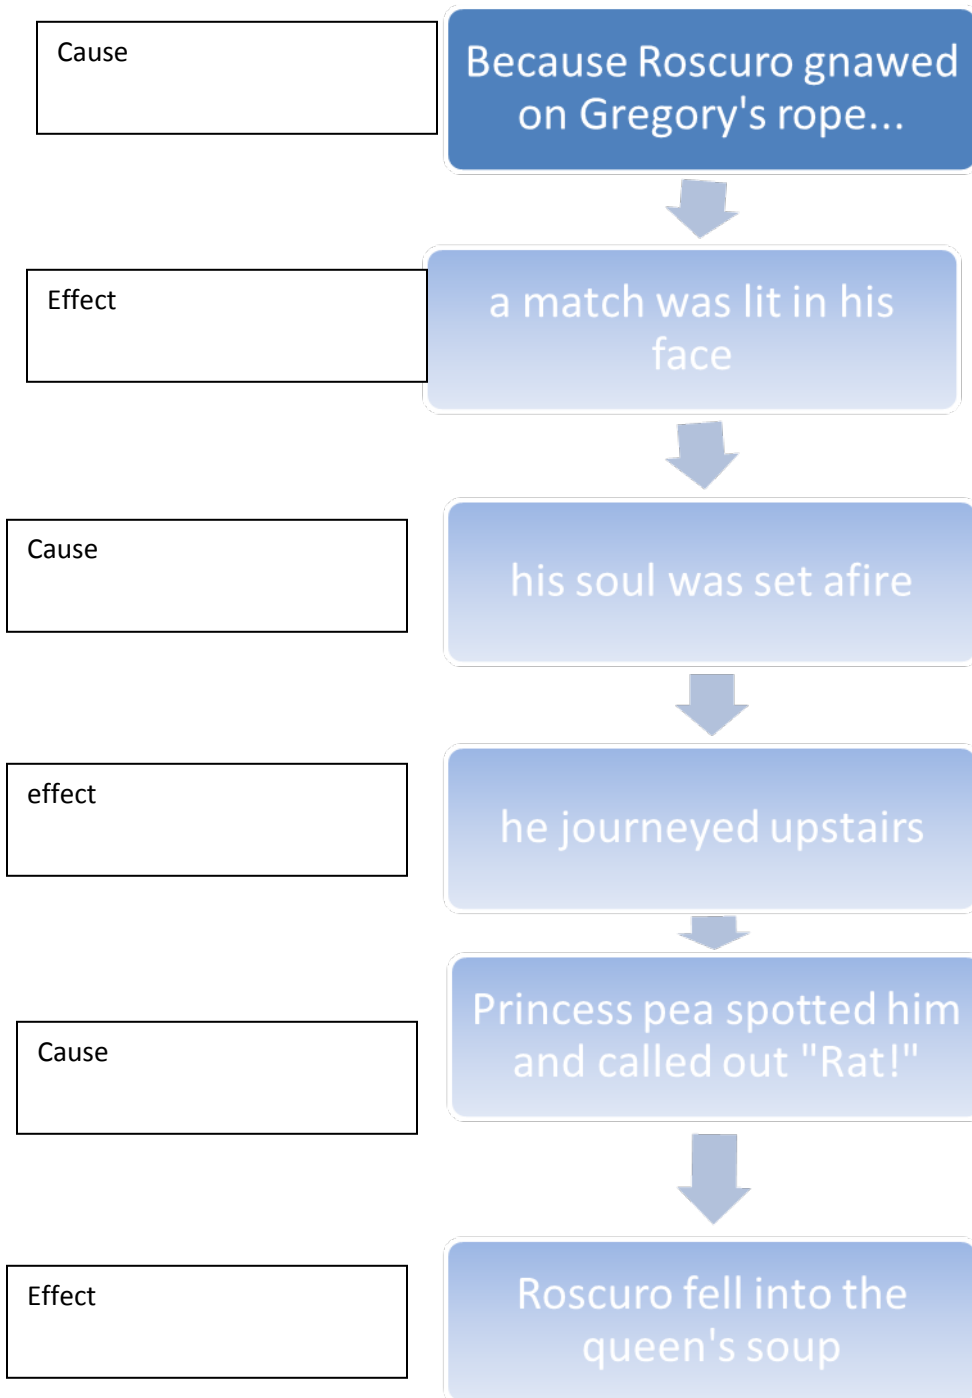 Cause
Because Roscuro gnawed
on Gregory's rope...
Effect
a match was lit in his
face
Cause
his soul was set afire
effect
he journeyed upstairs
Cause
Princess pea spotted him
and called out "Rat!"
Effect
Roscuro fell into the
queen's soup